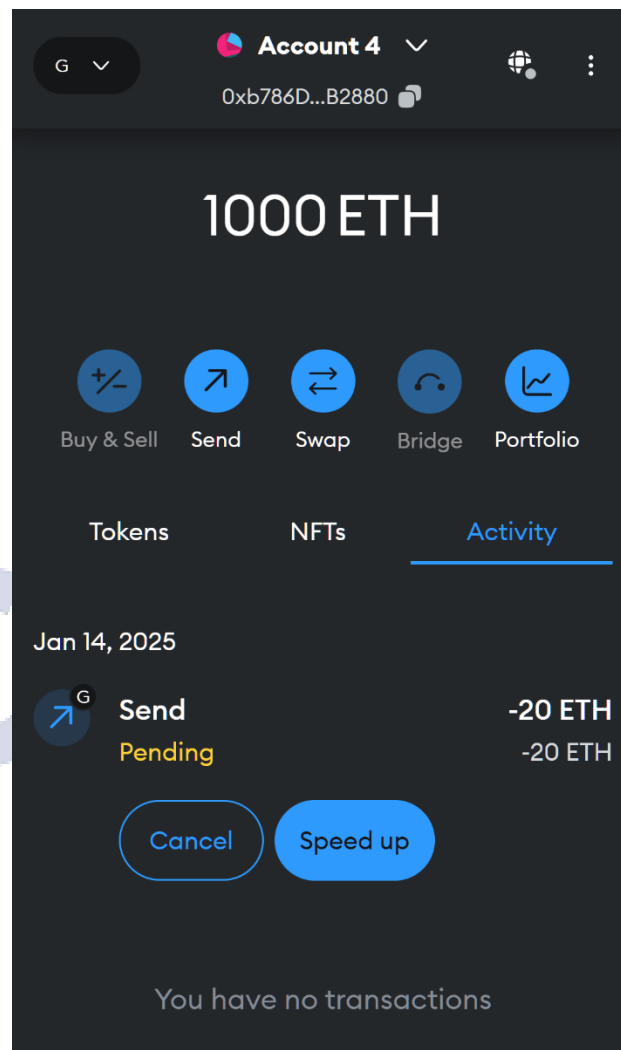 G
Account 4
0xb786D...B2880
1000 ETH
+/-
Buy & Sell Send Swap Bridge Portfolio
Tokens NFTs Activity
Jan 14, 2025
G
Send -20 ETH
Pending -20 ETH
Cancel Speed up
You have no transactions